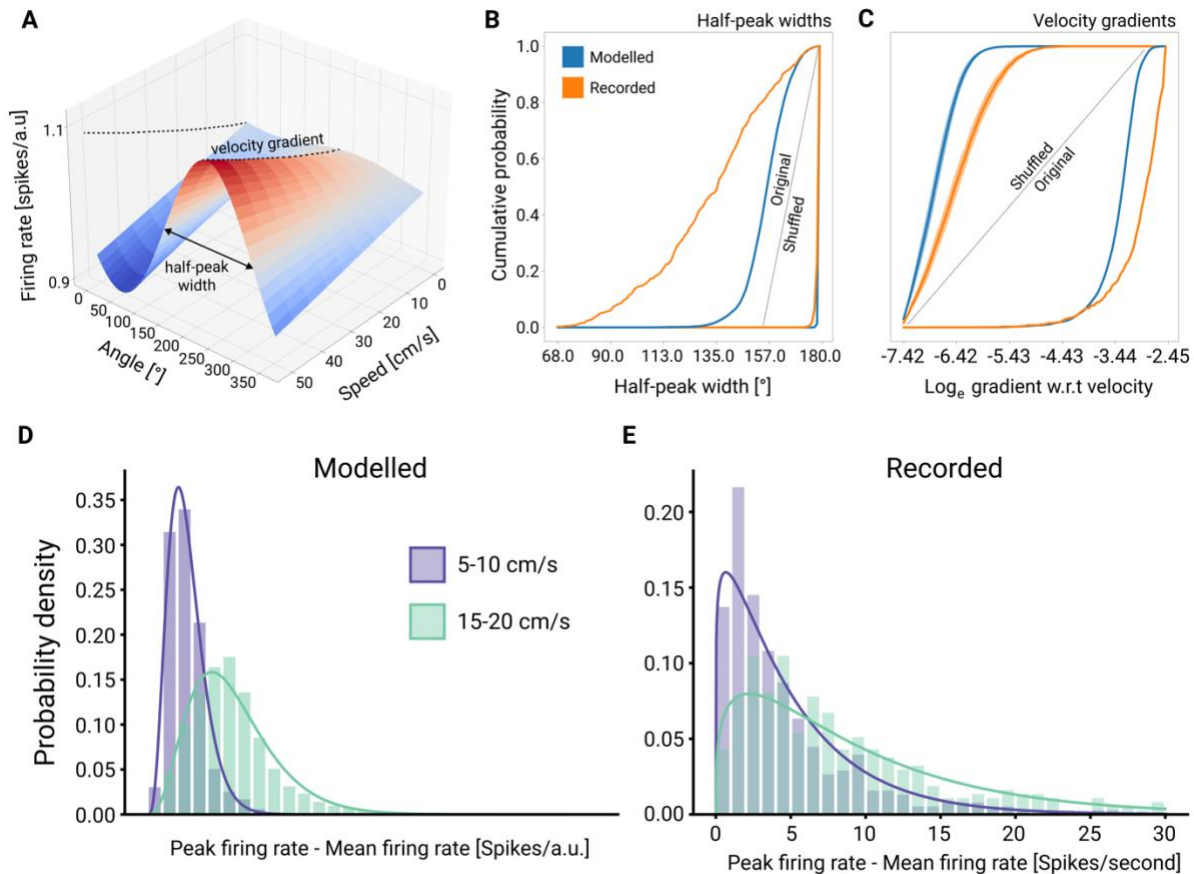 A
Firing rate [spikes/a.u]
1.1
0.9
velocity gradient
half-peak
width
0
50
100
150
200
250
300
350
Angle [°]
0
10
20
30
40
50
Speed [cm/s]
B
Half-peak widths
Cumulative probability
1.0
0.8
0.6
0.4
0.2
0.0
Modelled
Recorded
Original
Shuffled
68.0 90.0 113.0 135.0 157.0 180.0
Half-peak width [°]
C
Velocity gradients
Shuffled
Original
-7.42 -6.42 -5.43 -4.43 -3.44 -2.45
Logₑ gradient w.r.t velocity
D
Modelled
Probability density
0.35
0.30
0.25
0.20
0.15
0.10
0.05
0.00
5-10 cm/s
15-20 cm/s
Peak firing rate - Mean firing rate [Spikes/a.u.]
E
Recorded
0.20
0.15
0.10
0.05
0.00
0 5 10 15 20 25 30
Peak firing rate - Mean firing rate [Spikes/second]